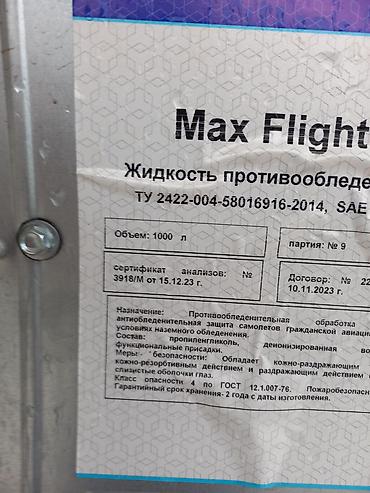 Max Flight
Жидкость противообледе
ТУ 2422-004-58016916-2014, SAE
Объем: 1000 л
партия: № 9
сертификат анализов: №
3918/М от 15.12.23 г.
Договор: № 22
10.11.2023 г.
Назначение: Противообледенительная обработка
антиобледенительная защита самолетов гражданской авиаци
условиях наземного обледенения.
Состав: пропиленгликоль, деионизированная во
функциональные присадки.
Меры безопасности: Обладает кожно-раздражающим
кожно-резорбтивным действием и раздражающим действием
слизистые оболочки глаз.
Класс опасности 4 по ГОСТ 12.1.007-76. Пожаробезопасн
Гарантийный срок хранения- 2 года с даты изготовления.